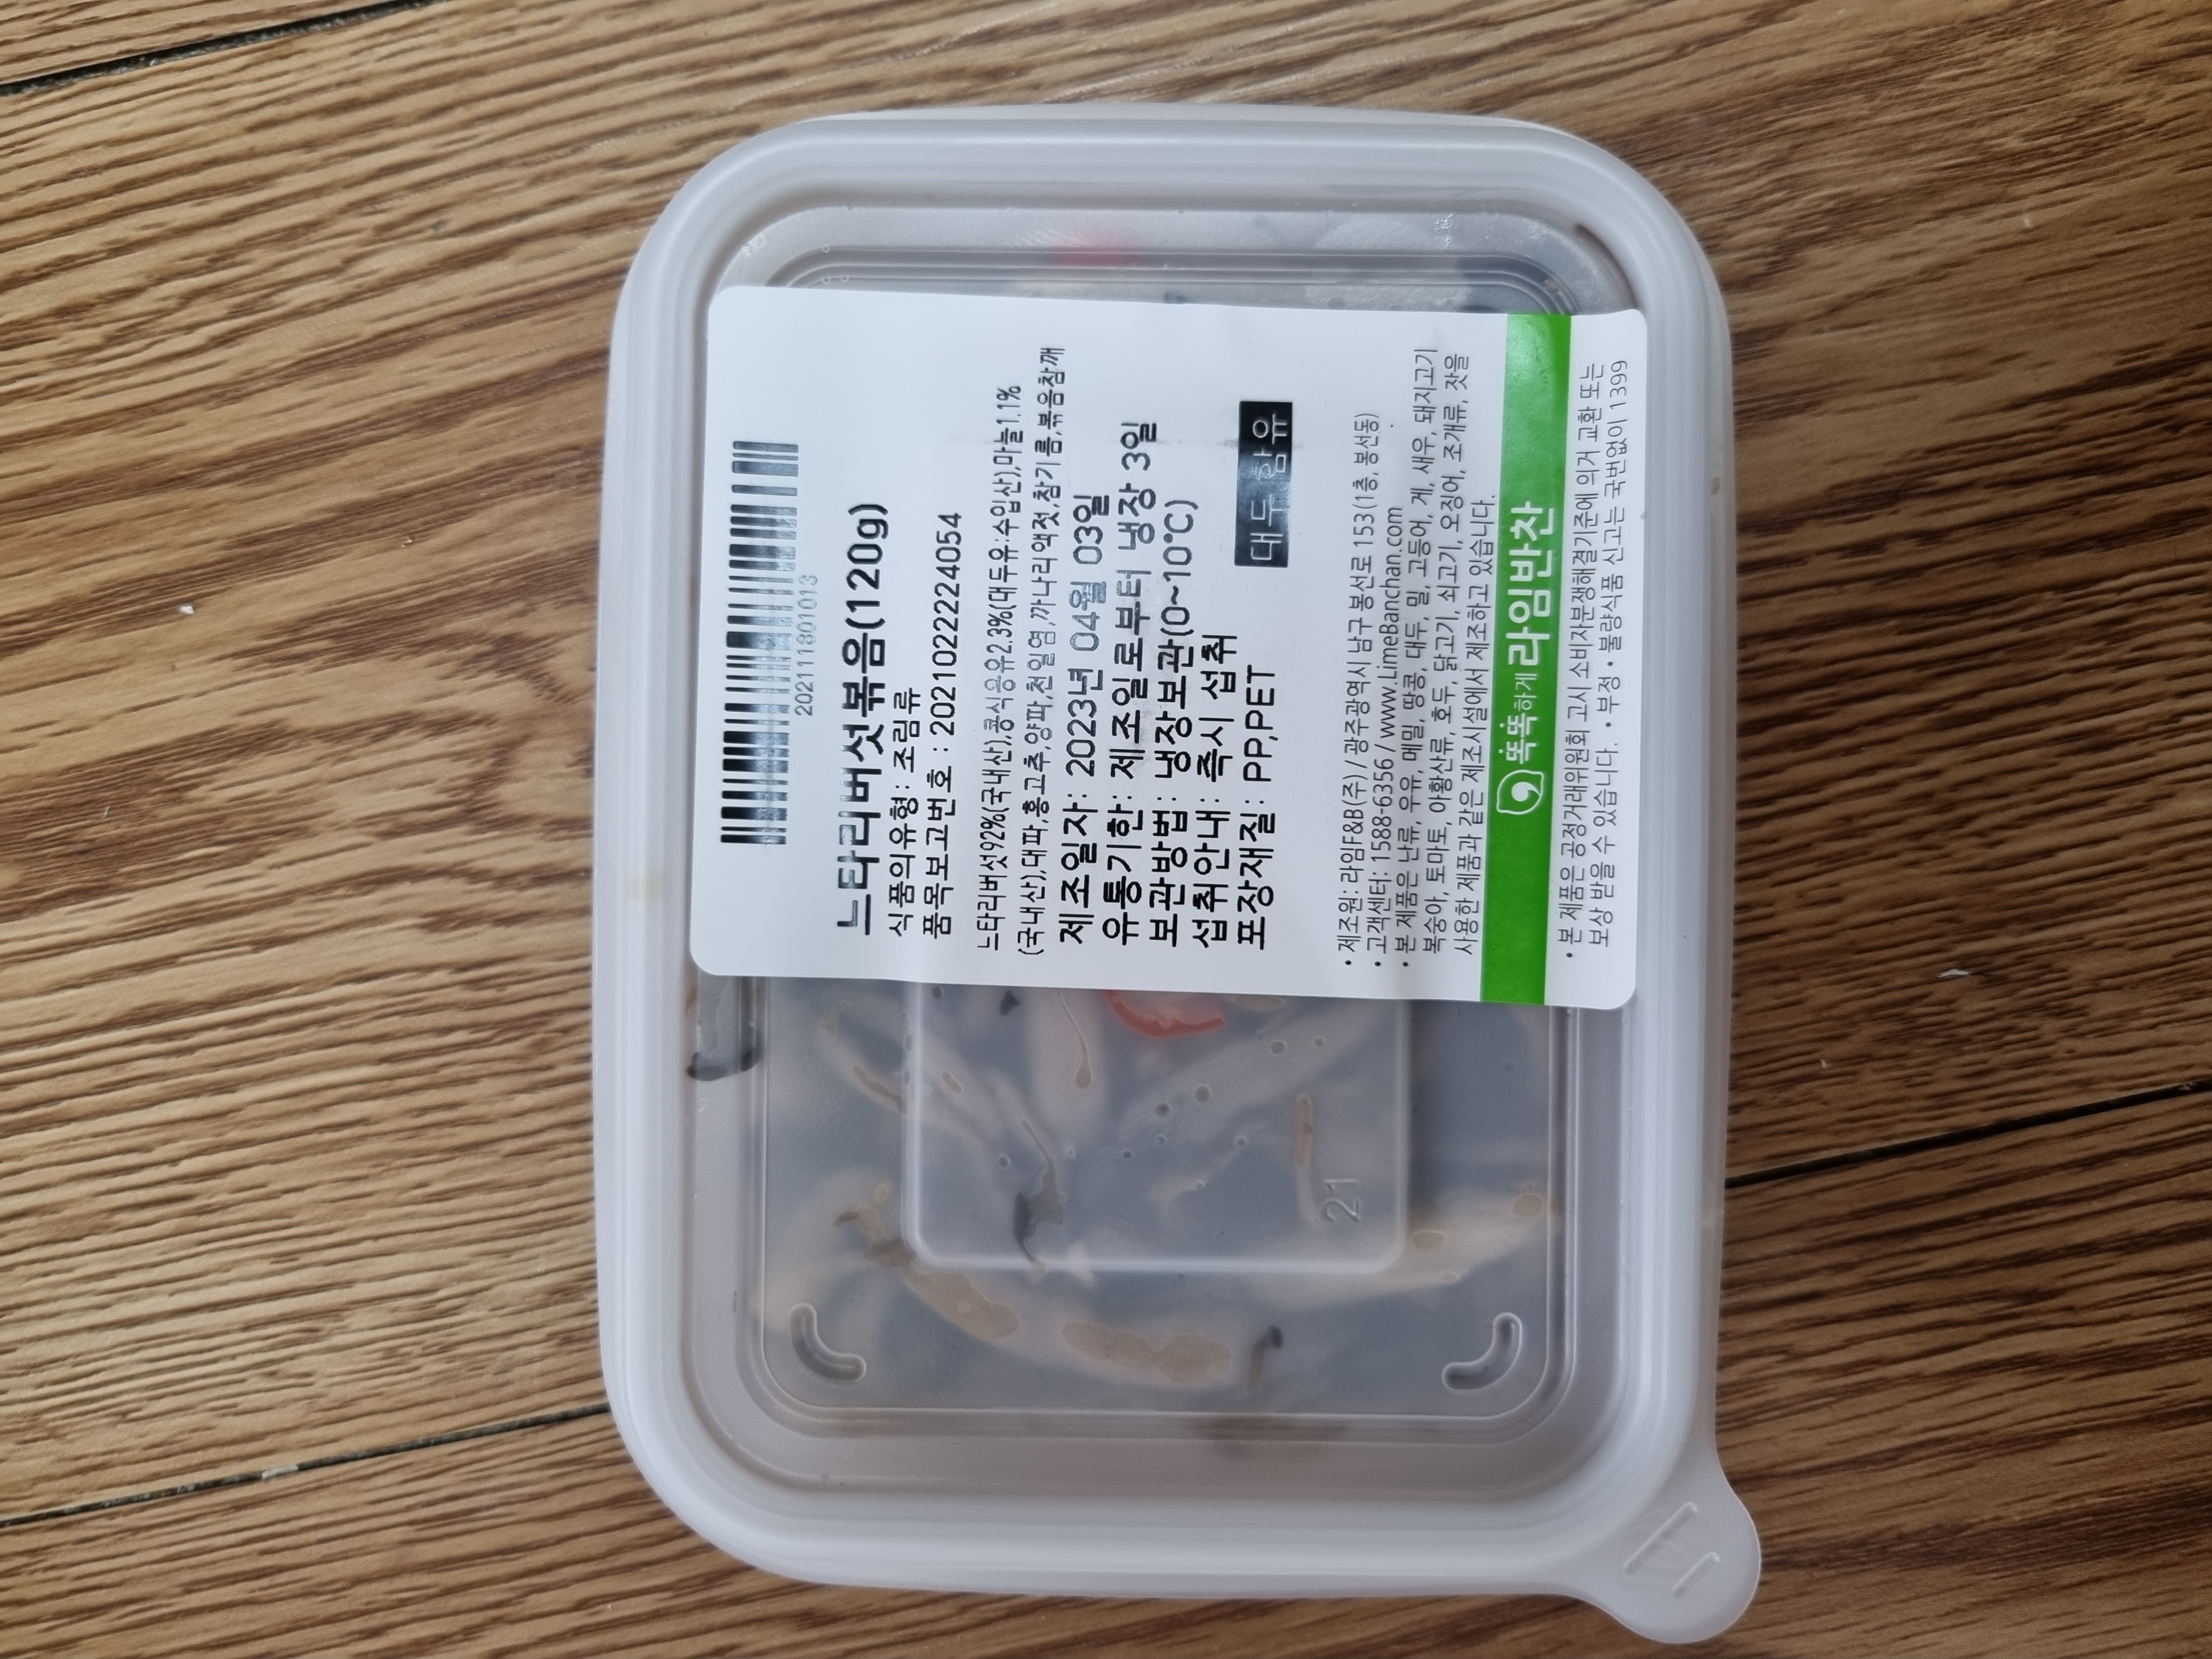 202111801013
느타리버섯볶음(120g)
식품의유형: 조림류
품목보고번호 : 20210222224054
느타리버섯92%(국내산),콩식용유2.3%(대두유:수입산),마늘1.1%
(국내산),대파,홍고추,양파,천일염,까나리액젓,참기름,볶음참깨
제조일자: 2023년 04월 03일
유통기한: 제조일로부터 냉장 3일
보관방법: 냉장보관(0~10℃)
섭취안내: 즉시 섭취
포장재질: PP,PET
대두 함유
• 제조원: 라임F&B(주) / 광주광역시 남구 봉선로 153(1층, 봉선동)
• 고객센터: 1588-6356 / www.LimeBanchan.com
• 본 제품은 난류, 우유, 메밀, 땅콩, 대두, 밀, 고등어, 게, 새우, 돼지고기
복숭아, 토마토, 아황산류, 호두, 닭고기, 쇠고기, 오징어, 조개류, 잣을
사용한 제품과 같은 제조시설에서 제조하고 있습니다.
똑똑하게 라임반찬
• 본 제품은 공정거래위원회 고시 소비자분쟁해결기준에 의거 교환 또는
보상 받을 수 있습니다. • 부정 • 불량식품 신고는 국번없이 1399
21